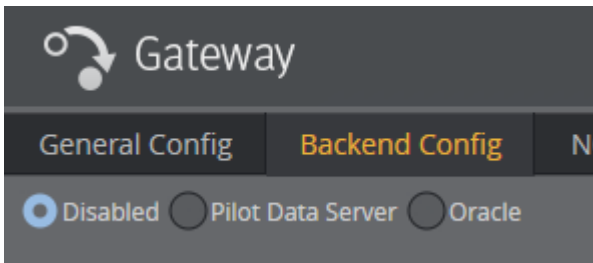 Gateway
General Config Backend Config N
Disabled Pilot Data Server Oracle